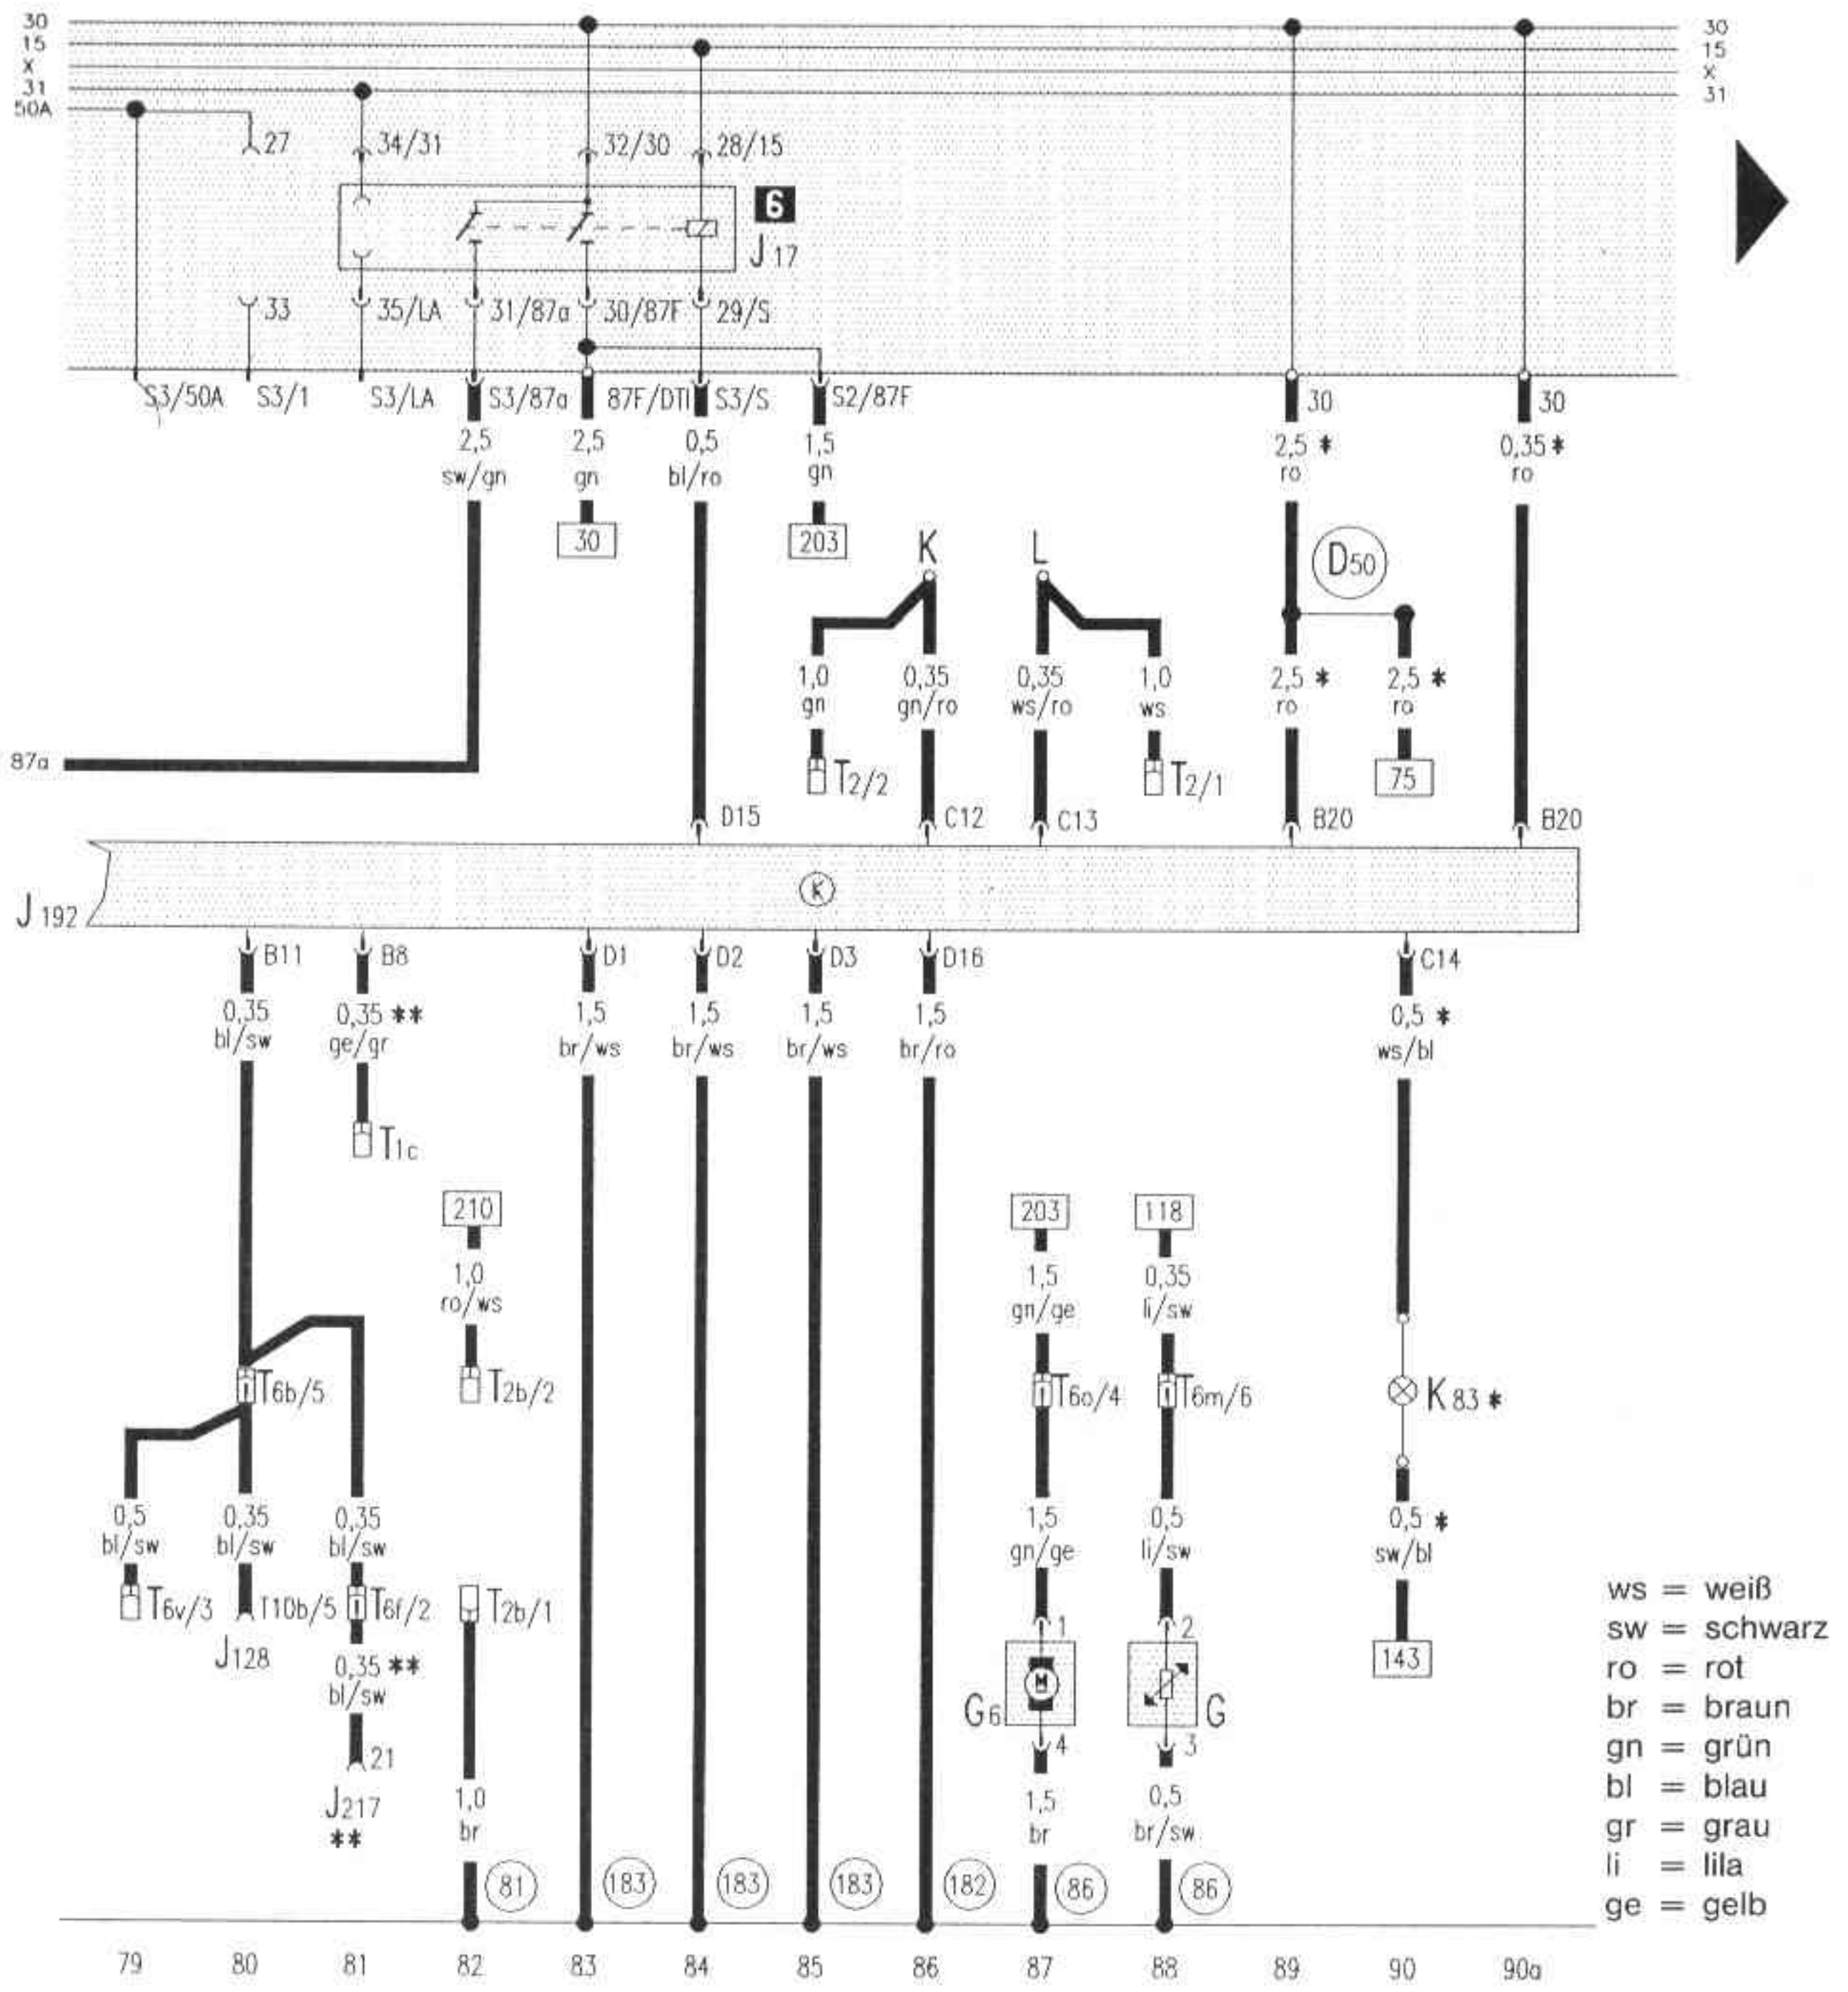 30 30
15 15
X X
31 31
50A
27 34/31 32/30 28/15
6
J 17
33 35/LA 31/87a 30/87F 29/S
S3/50A S3/1 S3/LA S3/87a 87F/DTI S3/S S2/87F 30 30
2,5 2,5 0,5 1,5 2,5 * 0,35 *
sw/gn gn bl/ro gn ro ro
30 203 K L D50
1,0 0,35 0,35 1,0 2,5 * 2,5 *
gn gn/ro ws/ro ws ro ro
87a T2/2 T2/1 75
D15 C12 C13 B20 B20
K
J 192
B11 B8 D1 D2 D3 D16 C14
0,35 0,35 ** 1,5 1,5 1,5 1,5 0,5 *
bl/sw ge/gr br/ws br/ws br/ws br/ro ws/bl
T1c
210 203 118
1,0 1,5 0,35
ro/ws gn/ge li/sw
T6b/5 T2b/2 T6o/4 T6m/6 K 83 *
0,5 0,35 0,35 1,5 0,5 0,5 *
bl/sw bl/sw bl/sw gn/ge li/sw sw/bl
T6v/3 T10b/5 T6f/2 T2b/1 1 2
J128 143
0,35 **
bl/sw
M
G6 G
21 4 3
J217
**
1,0 1,5 0,5
br br br/sw
81 183 183 183 182 86 86
79 80 81 82 83 84 85 86 87 88 89 90 90a
ws = weiß
sw = schwarz
ro = rot
br = braun
gn = grün
bl = blau
gr = grau
li = lila
ge = gelb